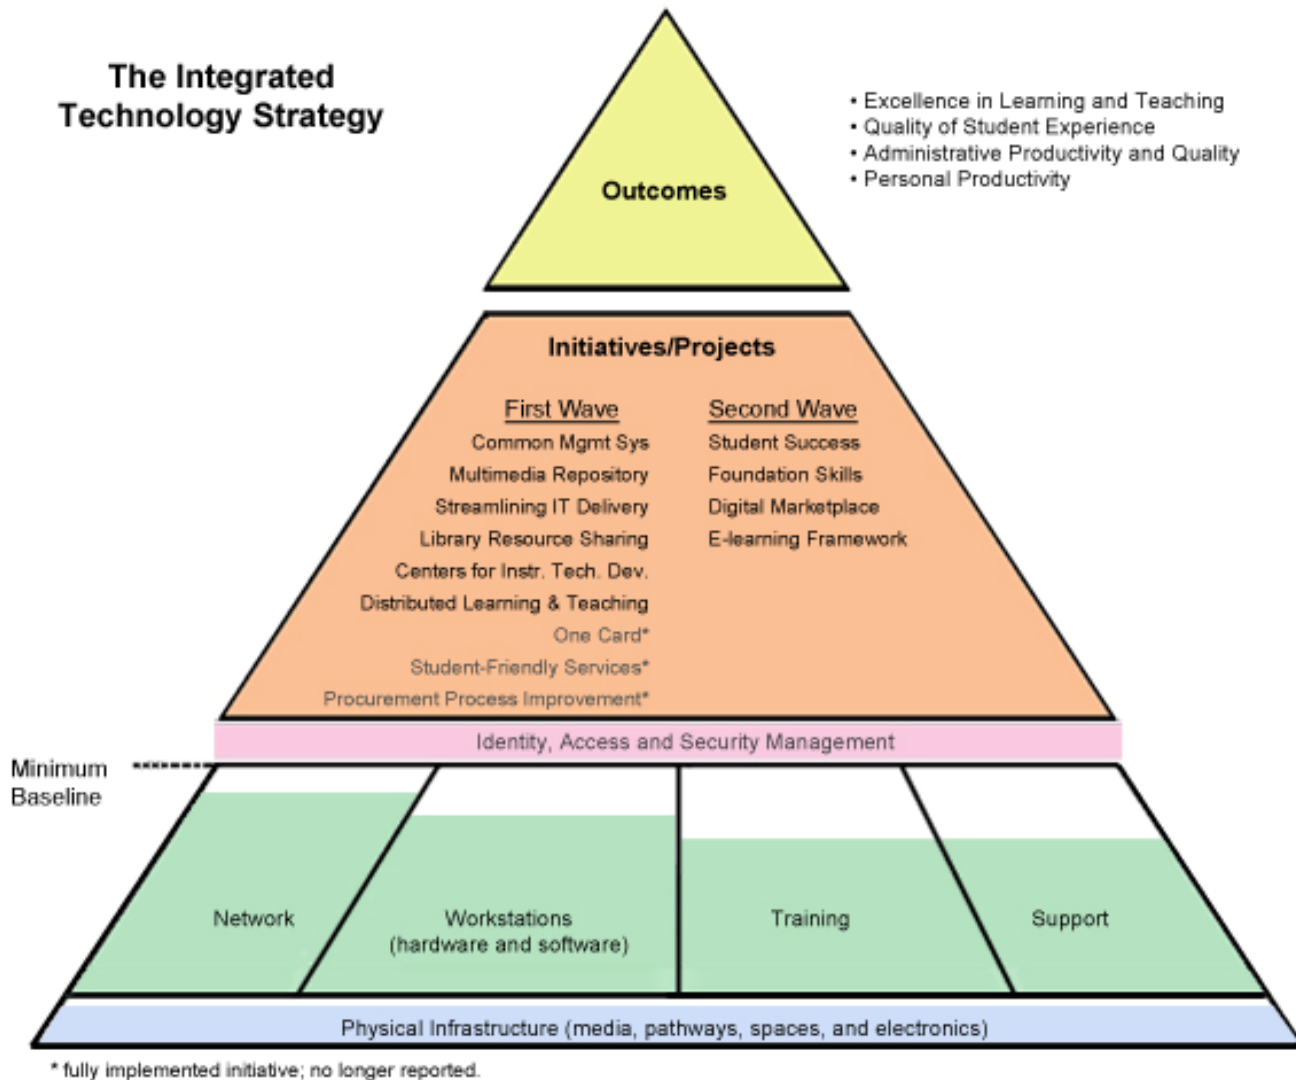 The Integrated
Technology Strategy
• Excellence in Learning and Teaching
• Quality of Student Experience
• Administrative Productivity and Quality
• Personal Productivity
Outcomes
Initiatives/Projects
First Wave
Common Mgmt Sys
Multimedia Repository
Streamlining IT Delivery
Library Resource Sharing
Centers for Instr. Tech. Dev.
Distributed Learning & Teaching
One Card*
Student-Friendly Services*
Procurement Process Improvement*
Second Wave
Student Success
Foundation Skills
Digital Marketplace
E-learning Framework
Identity, Access and Security Management
Minimum
Baseline
Network
Workstations
(hardware and software)
Training
Support
Physical Infrastructure (media, pathways, spaces, and electronics)
* fully implemented initiative; no longer reported.